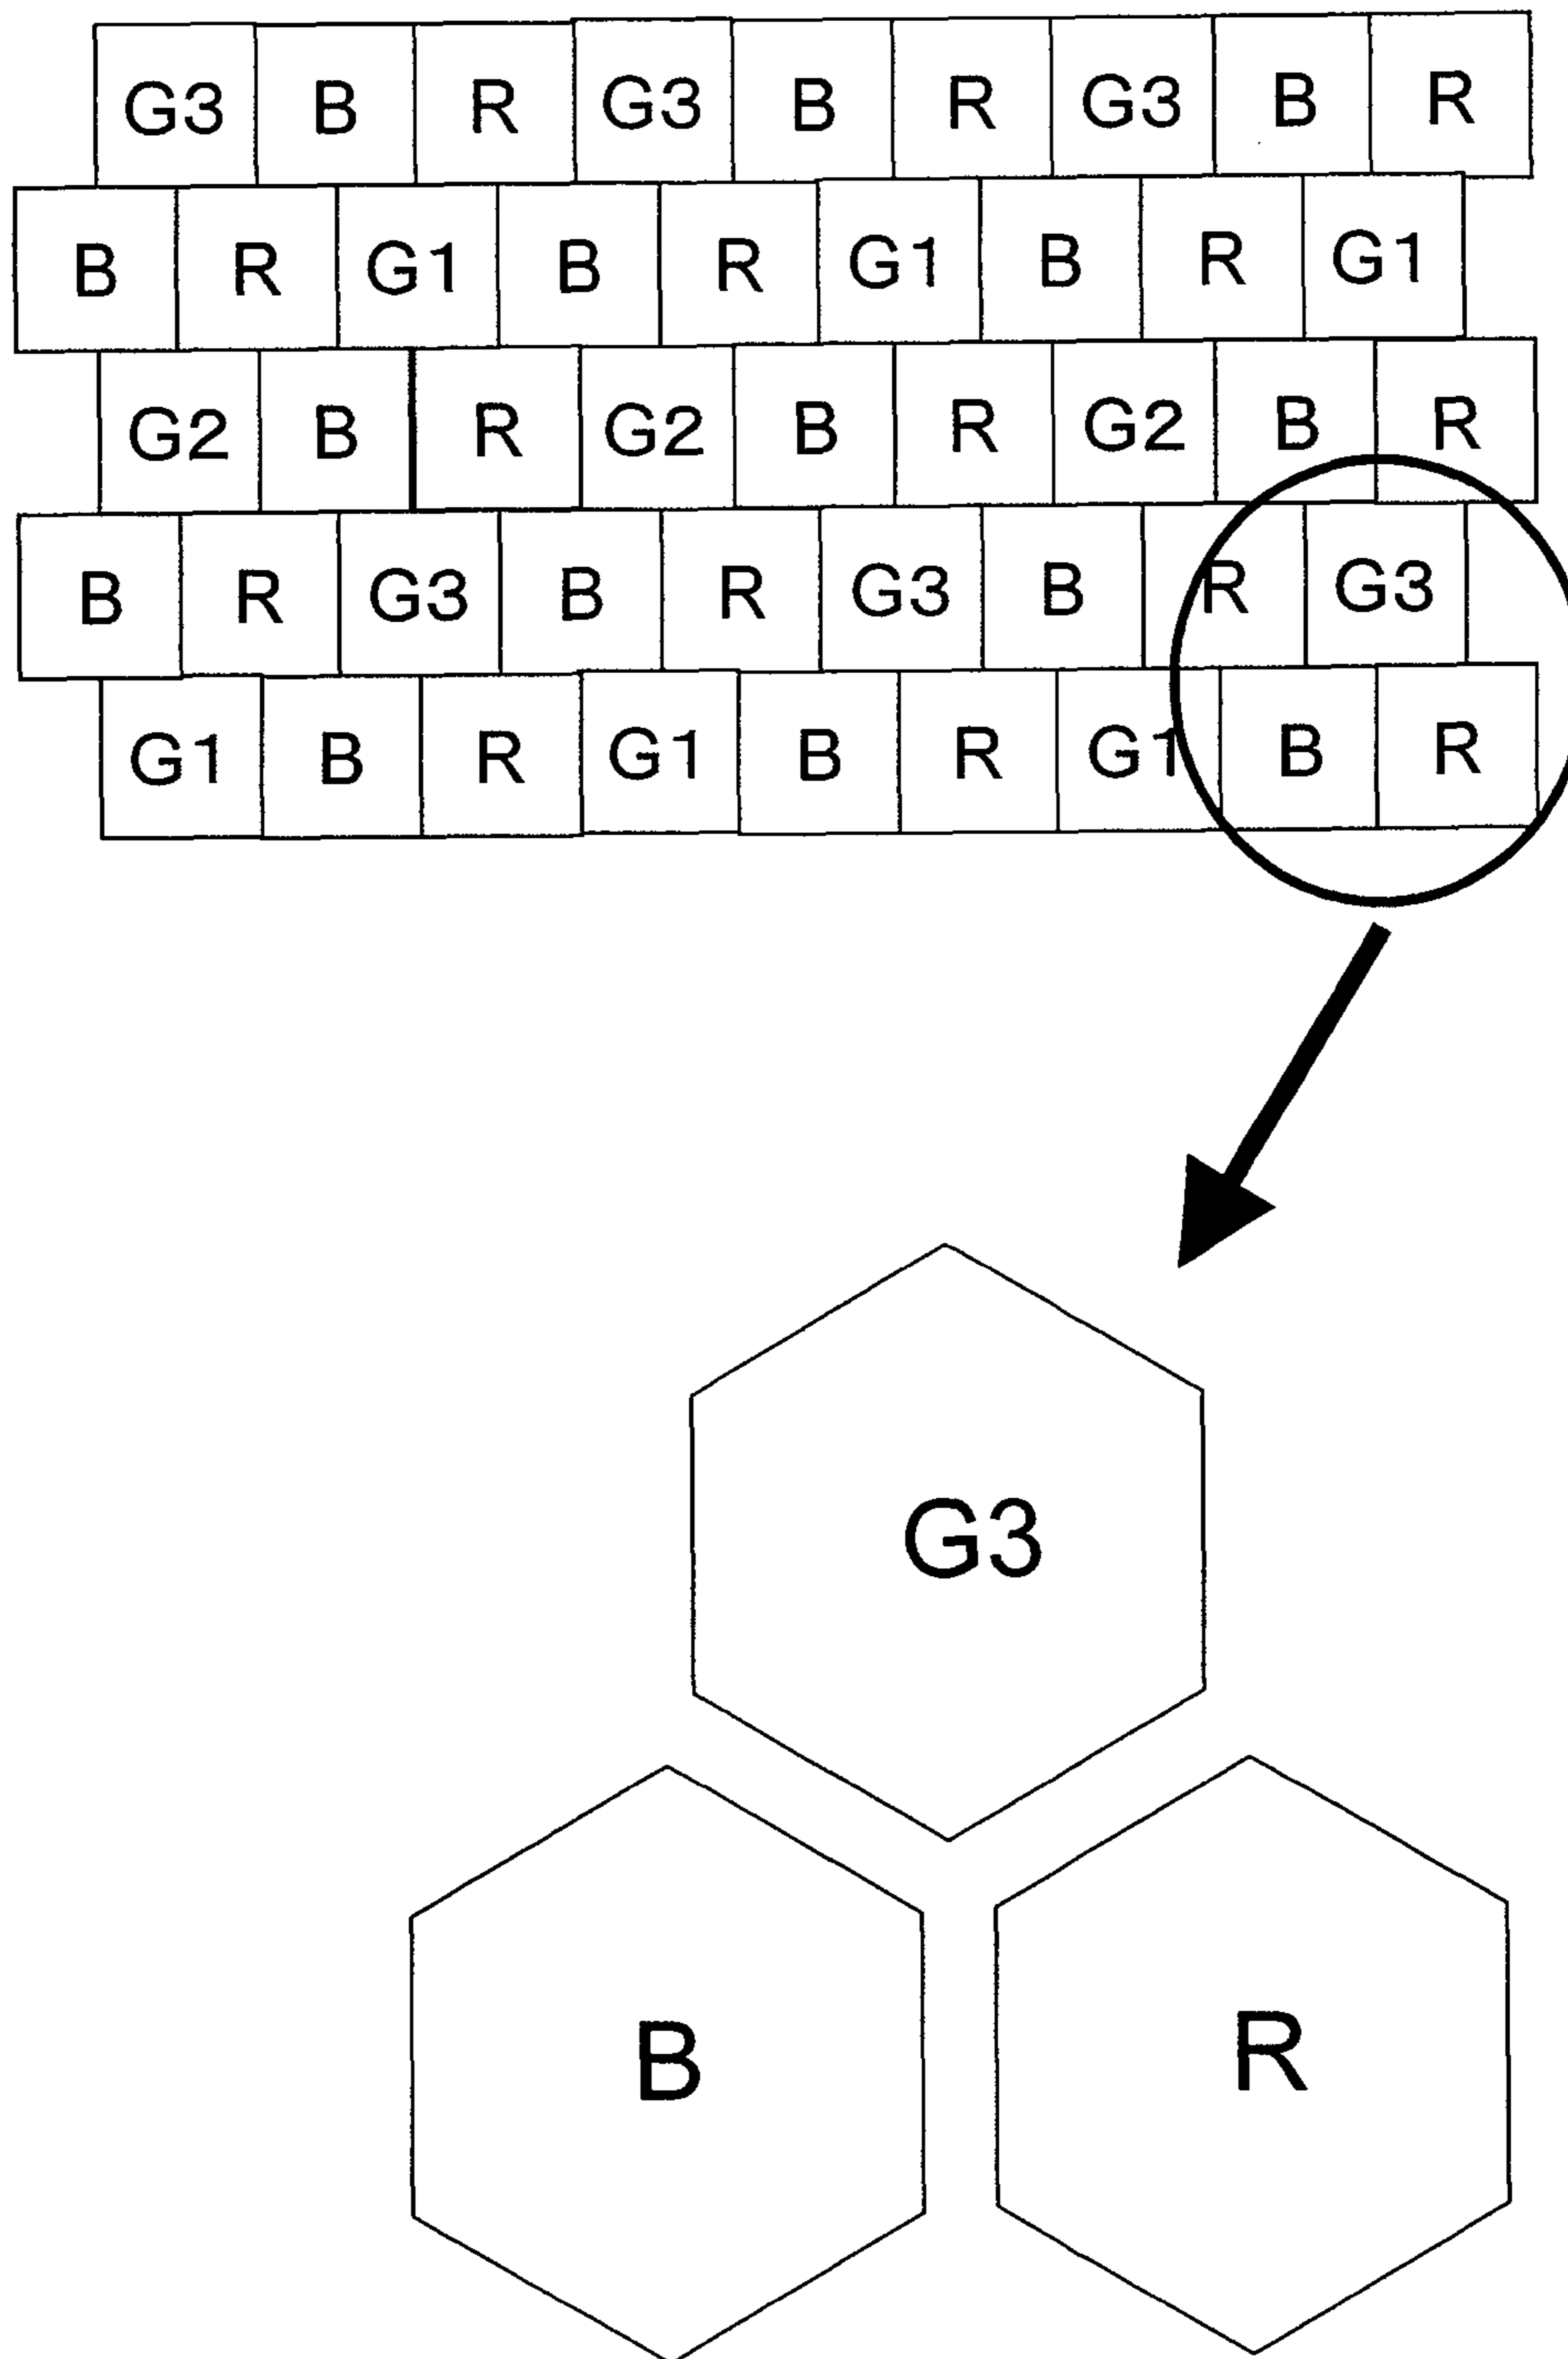 G3 B R G3 B R G3 B R
B R G1 B R G1 B R G1
G2 B R G2 B R G2 B R
B R G3 B R G3 B R G3
G1 B R G1 B R G1 B R
G3
B R